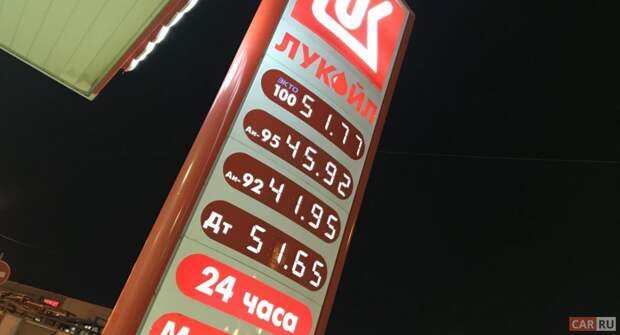 ЛУКОЙЛ
ЭКТО 100 51.77
Аи-95 45.92
Аи-92 41.95
Дт 51.65
24 часа
CAR RU